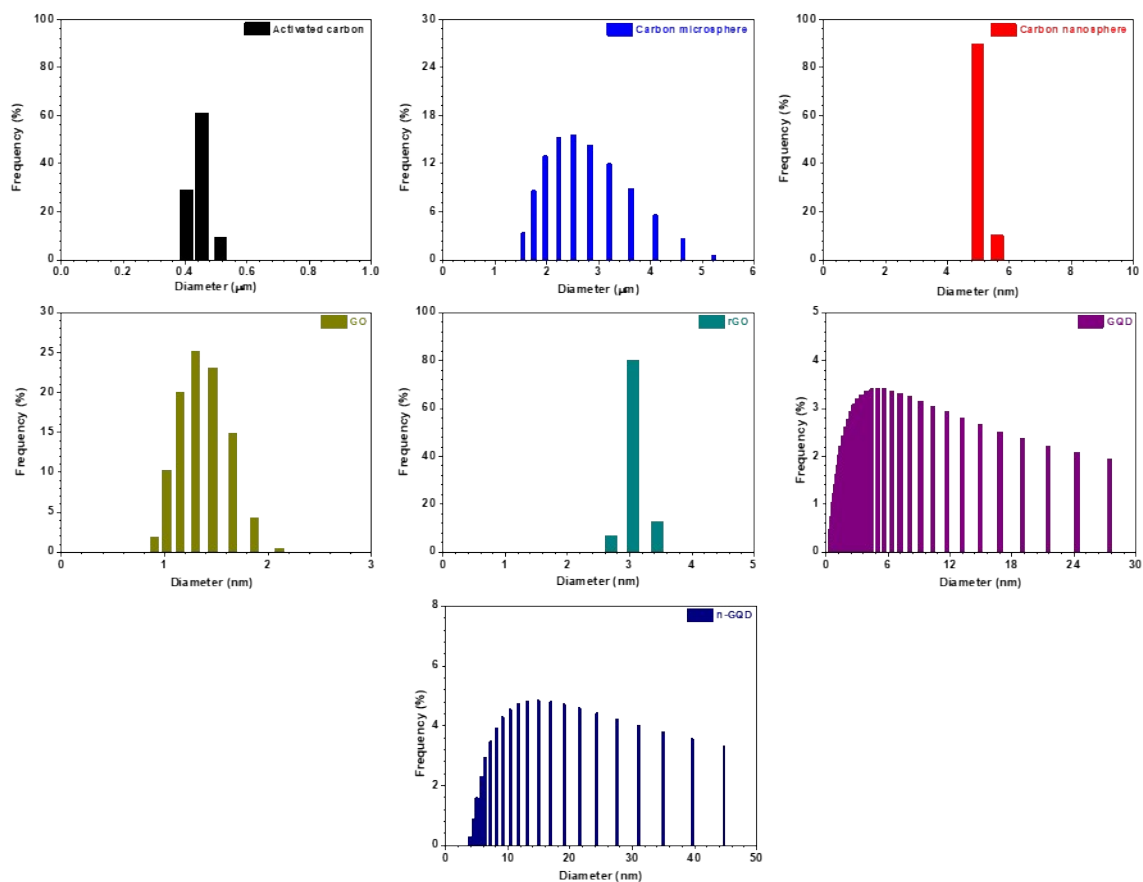 Activated carbon
100
80
60
40
20
0
Frequency (%)
0.0 0.2 0.4 0.6 0.8 1.0
Diameter (μm)
Carbon microsphere
30
24
18
12
6
0
Frequency (%)
0 1 2 3 4 5 6
Diameter (μm)
Carbon nanosphere
100
80
60
40
20
0
Frequency (%)
0 2 4 6 8 10
Diameter (nm)
GO
30
25
20
15
10
5
0
Frequency (%)
0 1 2 3
Diameter (nm)
rGO
100
80
60
40
20
0
Frequency (%)
0 1 2 3 4 5
Diameter (nm)
GQD
5
4
3
2
1
0
Frequency (%)
0 6 12 18 24 30
Diameter (nm)
n-GQD
8
6
4
2
0
Frequency (%)
0 10 20 30 40 50
Diameter (nm)